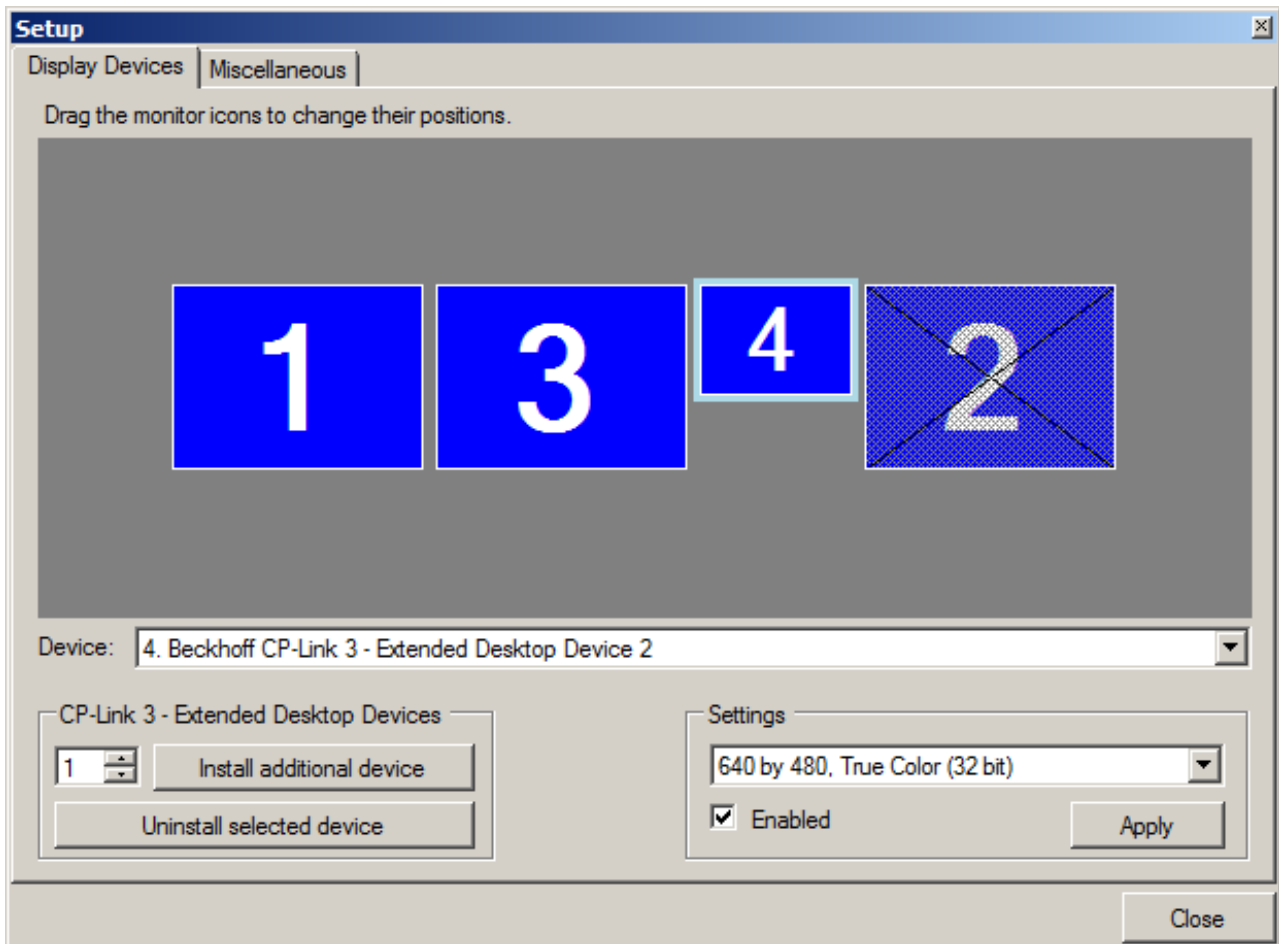 Setup
Display Devices Miscellaneous
Drag the monitor icons to change their positions.
1 3 4 2
Device: 4. Beckhoff CP-Link 3 - Extended Desktop Device 2
CP-Link 3 - Extended Desktop Devices
1 Install additional device
Uninstall selected device
Settings
640 by 480, True Color (32 bit)
Enabled
Apply
Close